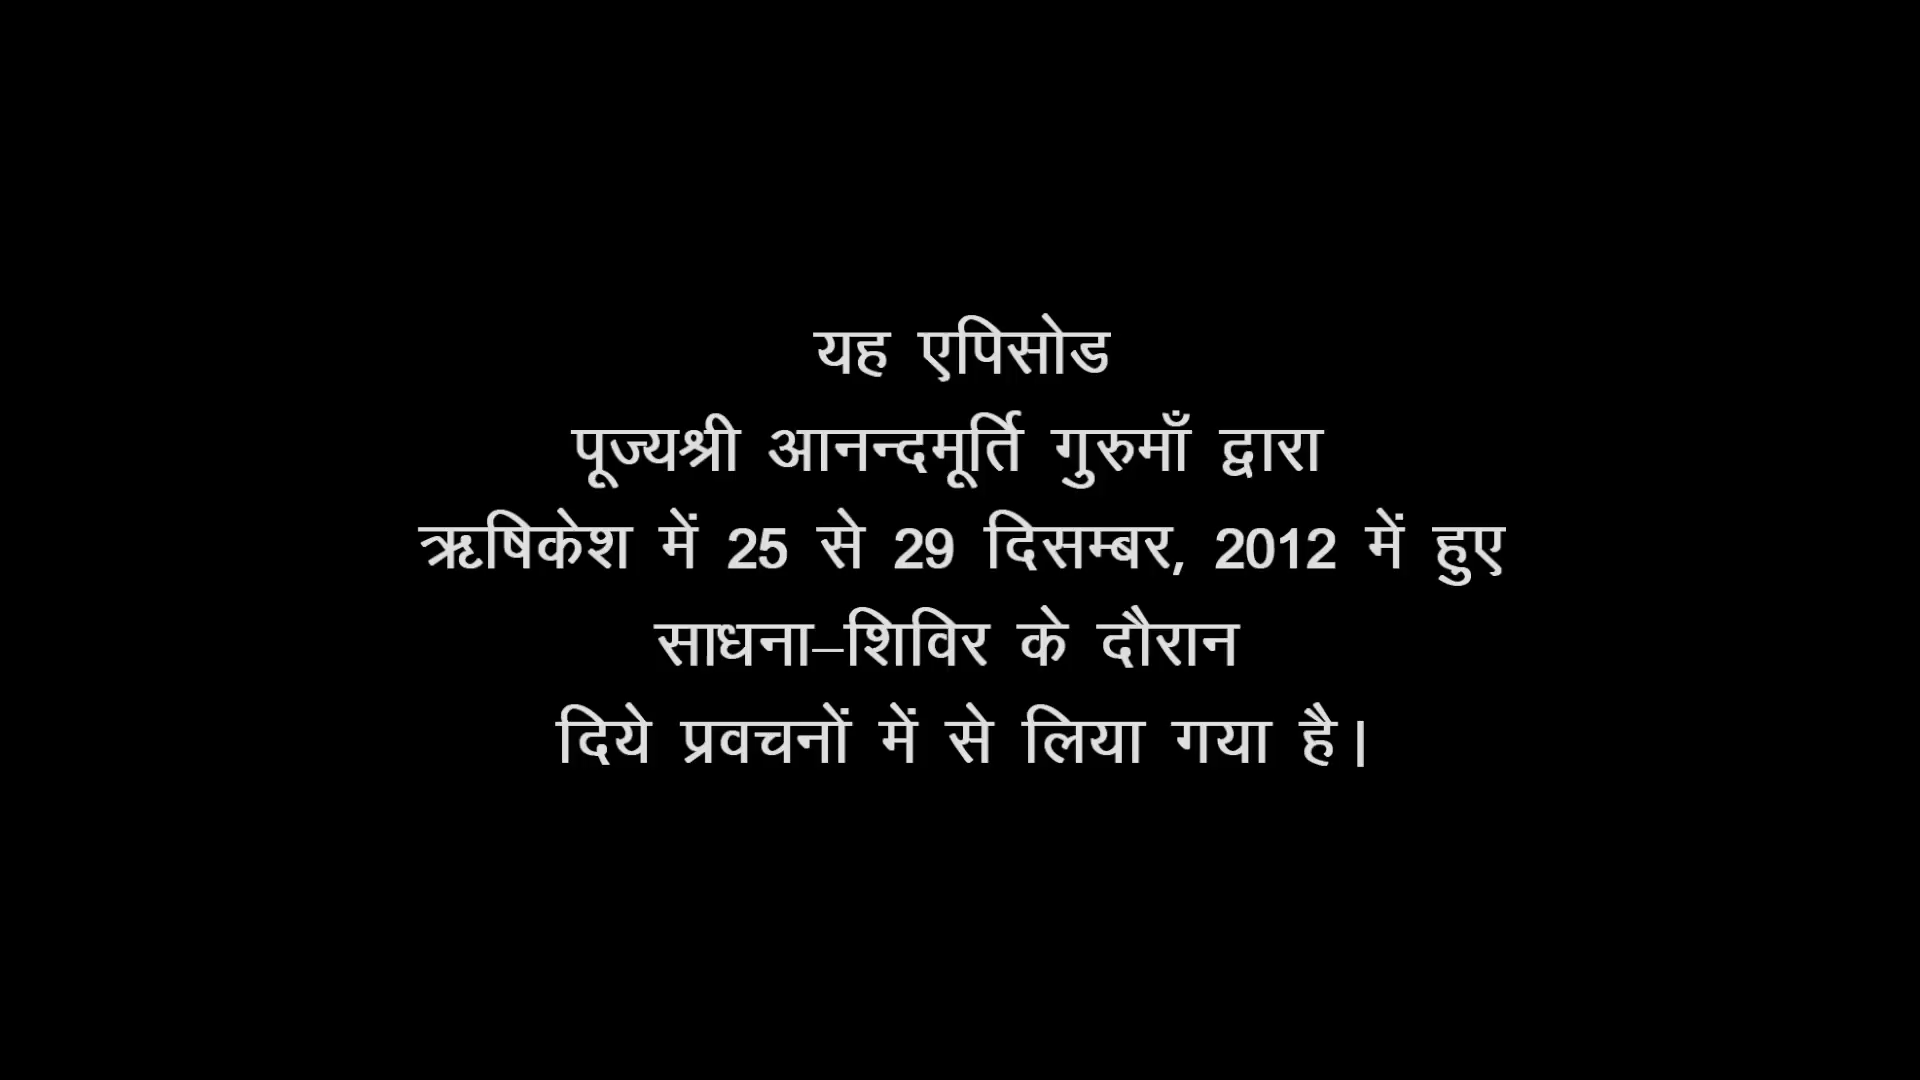 यह एपिसोड
पूज्यश्री आनन्दमूर्ति गुरुमाँ द्वारा
ऋषिकेश में 25 से 29 दिसम्बर, 2012 में हुए
साधना–शिविर के दौरान
दिये प्रवचनों में से लिया गया है।